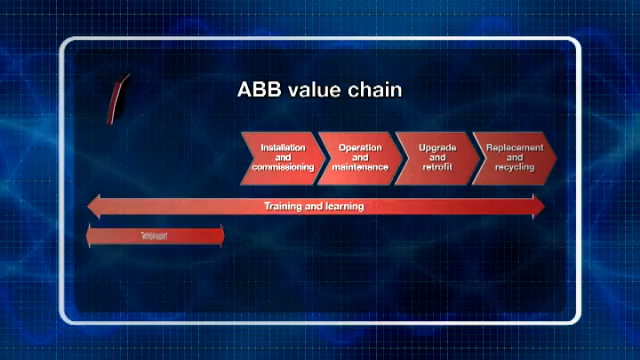 ABB value chain
Installation
and
commissioning
Operation
and
maintenance
Upgrade
and
retrofit
Replacement
and
recycling
Training and learning